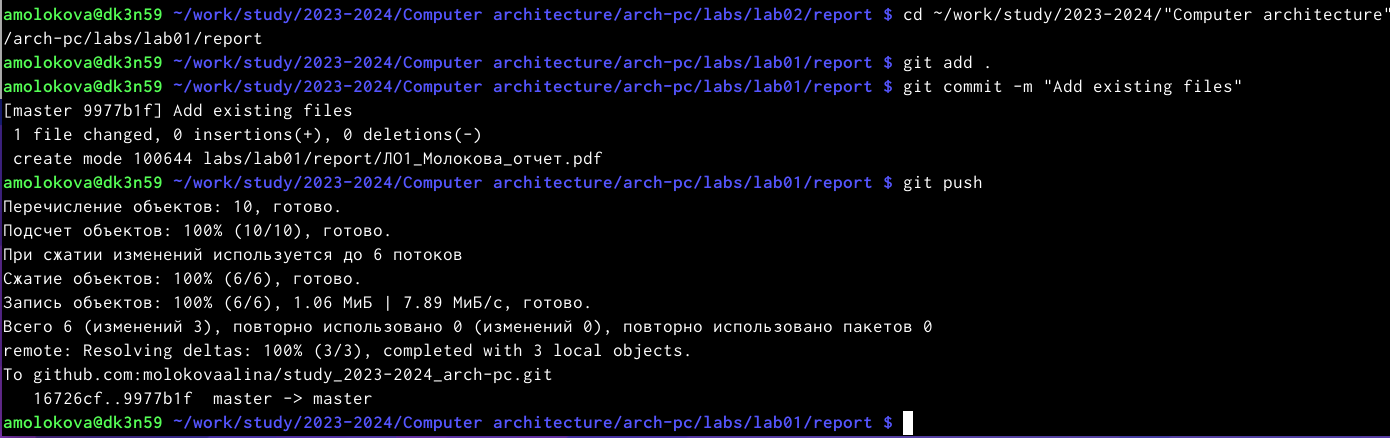 amolokova@dk3n59 ~/work/study/2023-2024/Computer architecture/arch-pc/labs/lab02/report $ cd ~/work/study/2023-2024/"Computer architecture"
/arch-pc/labs/lab01/report
amolokova@dk3n59 ~/work/study/2023-2024/Computer architecture/arch-pc/labs/lab01/report $ git add .
amolokova@dk3n59 ~/work/study/2023-2024/Computer architecture/arch-pc/labs/lab01/report $ git commit -m "Add existing files"
[master 9977b1f] Add existing files
 1 file changed, 0 insertions(+), 0 deletions(-)
 create mode 100644 labs/lab01/report/Л01_Молокова_отчет.pdf
amolokova@dk3n59 ~/work/study/2023-2024/Computer architecture/arch-pc/labs/lab01/report $ git push
Перечисление объектов: 10, готово.
Подсчет объектов: 100% (10/10), готово.
При сжатии изменений используется до 6 потоков
Сжатие объектов: 100% (6/6), готово.
Запись объектов: 100% (6/6), 1.06 МиБ | 7.89 МиБ/с, готово.
Всего 6 (изменений 3), повторно использовано 0 (изменений 0), повторно использовано пакетов 0
remote: Resolving deltas: 100% (3/3), completed with 3 local objects.
To github.com:molokovaalina/study_2023-2024_arch-pc.git
   16726cf..9977b1f  master -> master
amolokova@dk3n59 ~/work/study/2023-2024/Computer architecture/arch-pc/labs/lab01/report $